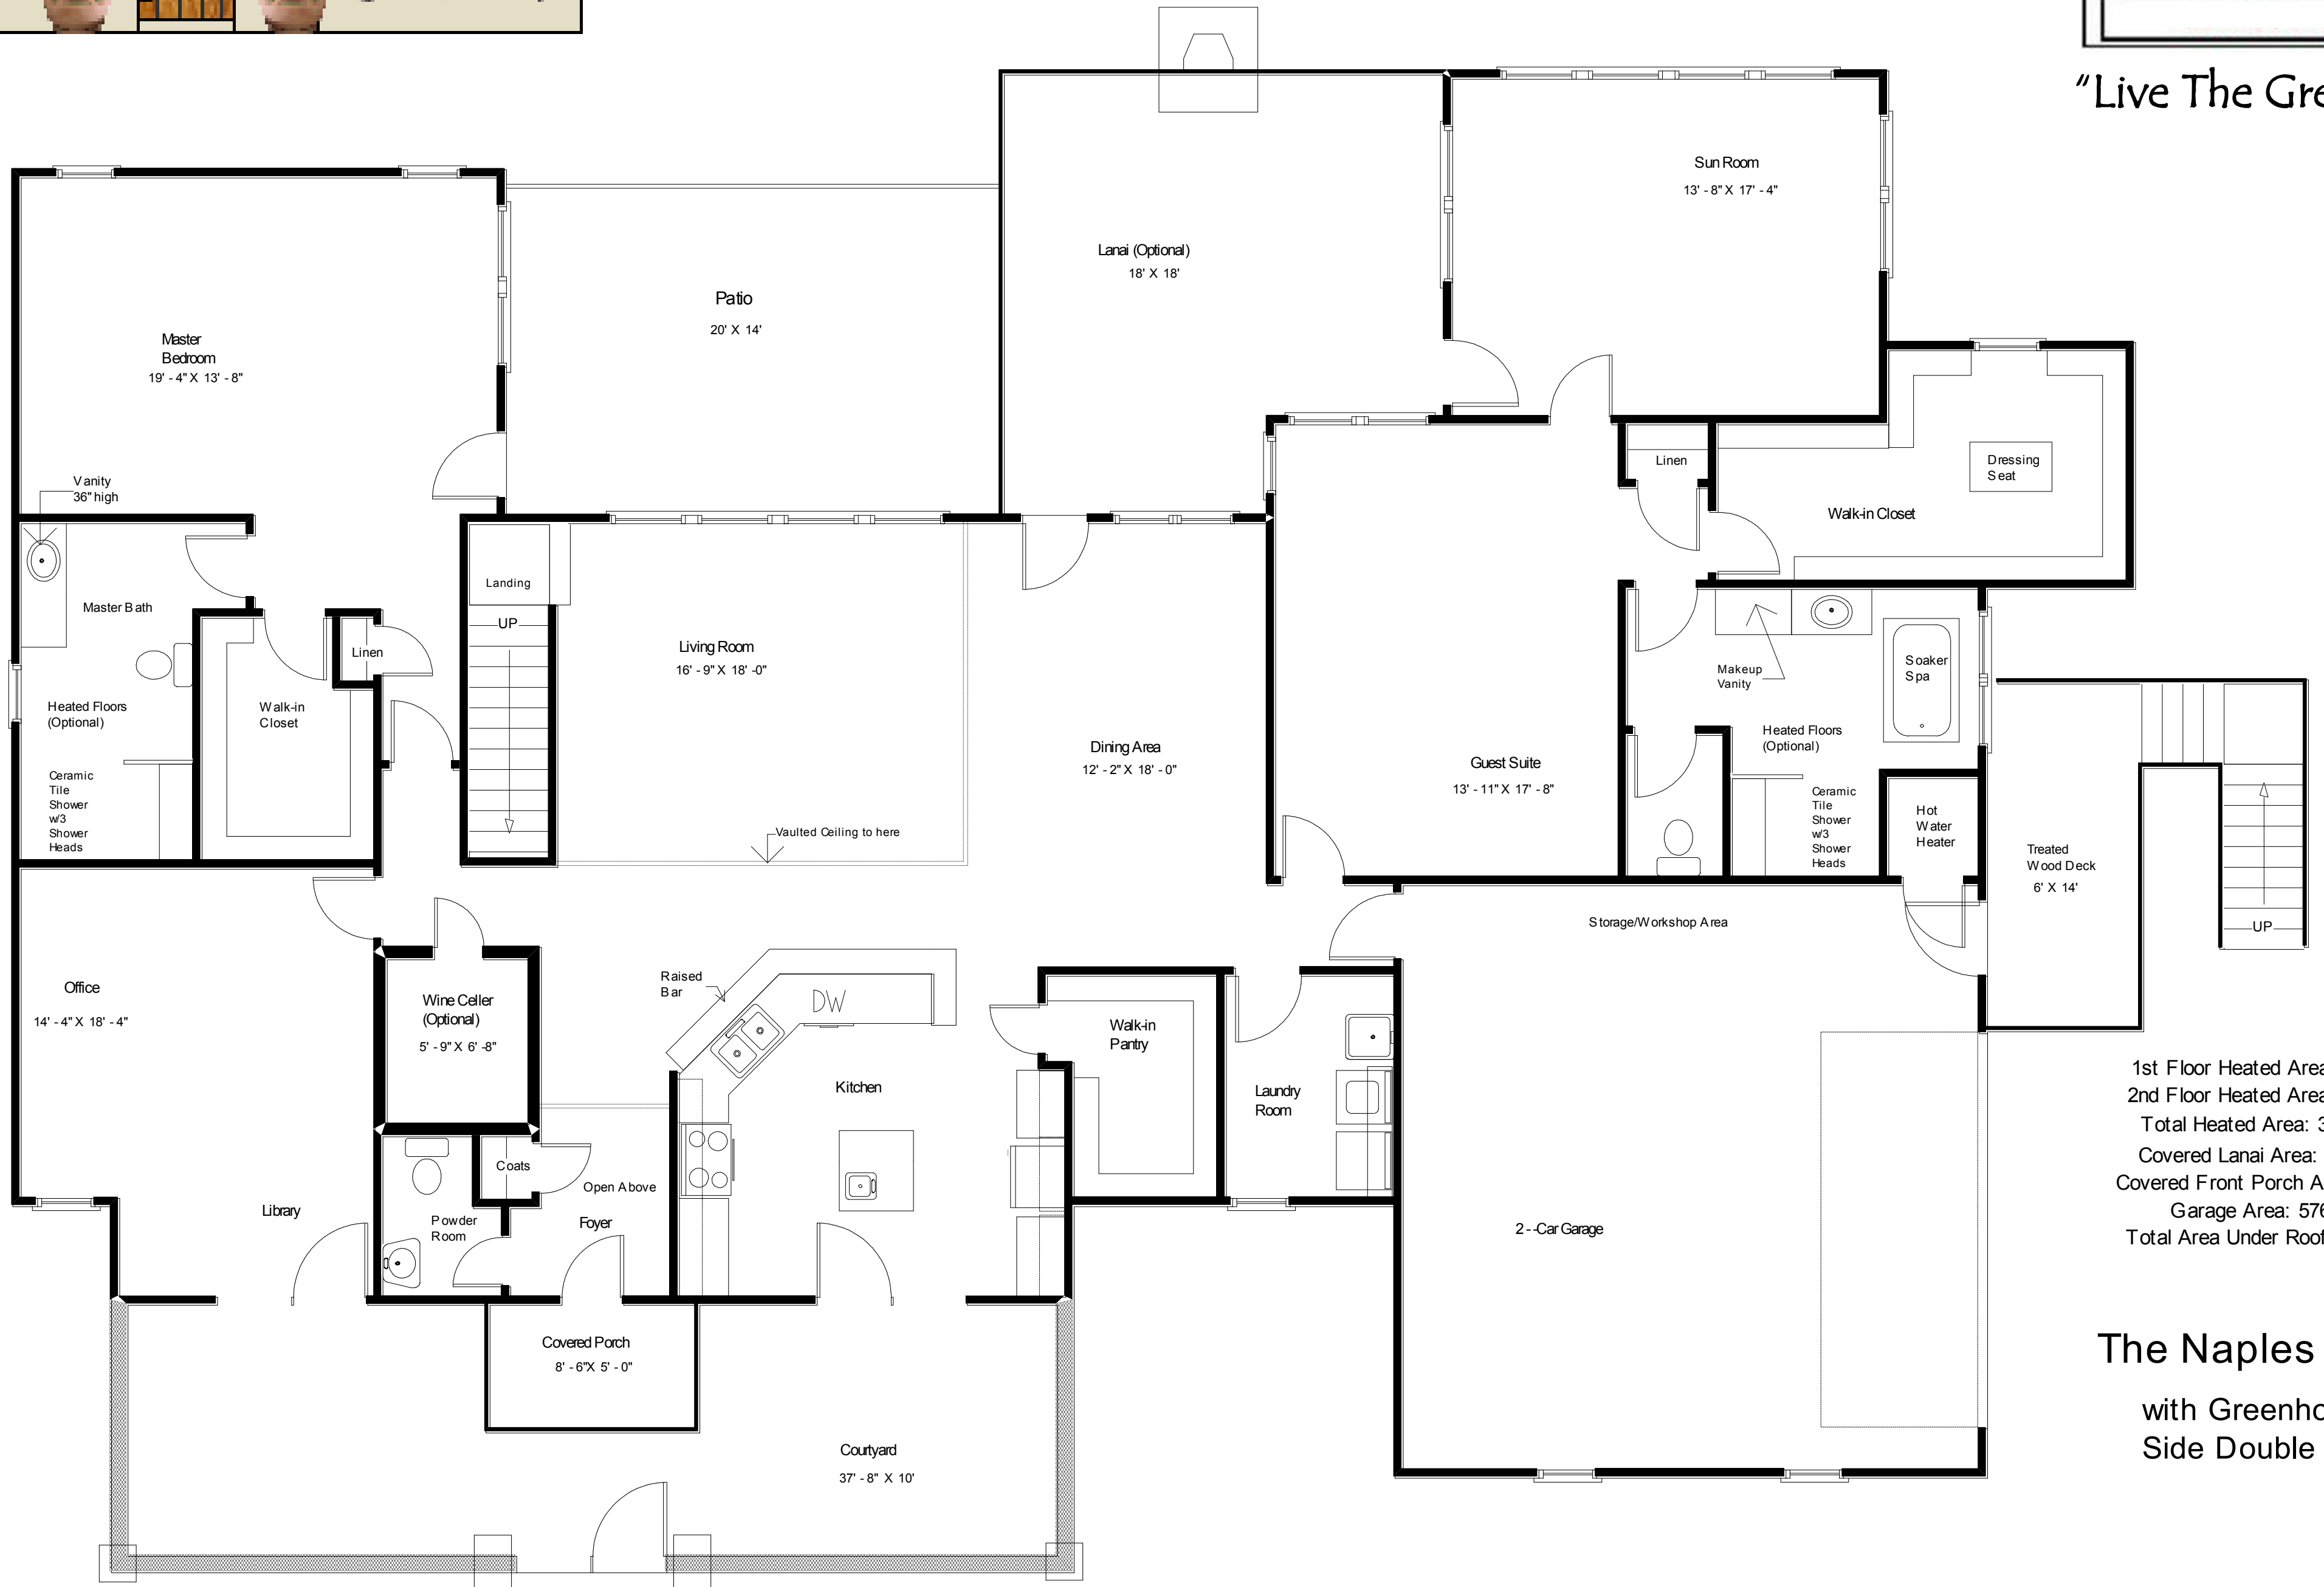 “Live The Gre
Sun Room
13' - 8" X 17' - 4"
Lanai (Optional)
18' X 18'
Patio
20' X 14'
Master
Bedroom
19' - 4" X 13' - 8"
Vanity
36" high
Linen
Dressing
Seat
Walk-in Closet
Landing
UP
Master Bath
Living Room
16' - 9" X 18' -0"
Linen
Heated Floors
(Optional)
Walk-in
Closet
Makeup
Vanity
Soaker
Spa
Heated Floors
(Optional)
Dining Area
12' - 2" X 18' - 0"
Guest Suite
13' - 11" X 17' - 8"
Ceramic
Tile
Shower
w/3
Shower
Heads
Vaulted Ceiling to here
Ceramic
Tile
Shower
w/3
Shower
Heads
Hot
Water
Heater
Treated
Wood Deck
6' X 14'
UP
Storage/Workshop Area
Office
14' - 4" X 18' - 4"
Wine Celler
(Optional)
5' - 9" X 6' -8"
Raised
Bar
DW
Walk-in
Pantry
Kitchen
Laundry
Room
Coats
Open Above
Library
Powder
Room
Foyer
2 - -Car Garage
1st Floor Heated Area
2nd Floor Heated Area
Total Heated Area: 3
Covered Lanai Area:
Covered Front Porch A
Garage Area: 576
Total Area Under Roof
Covered Porch
8' - 6"X 5' - 0"
Courtyard
37' - 8" X 10'
The Naples
with Greenho
Side Double